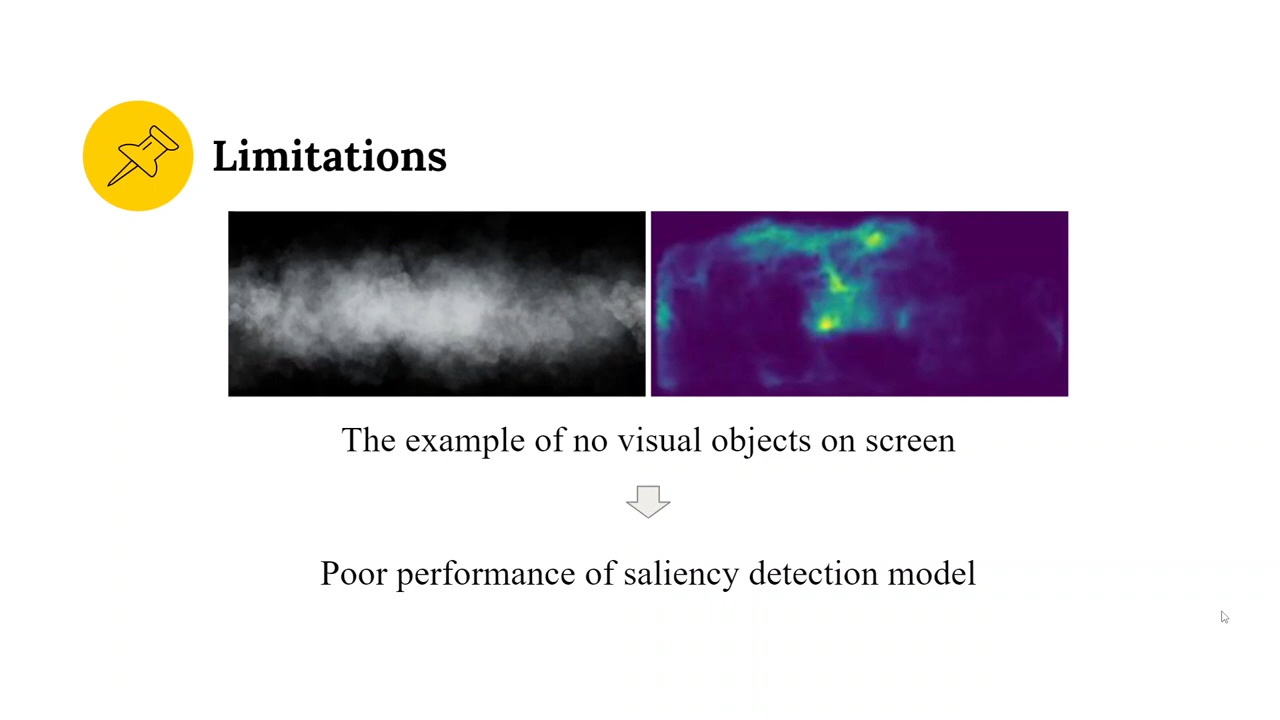 Limitations
The example of no visual objects on screen
Poor performance of saliency detection model